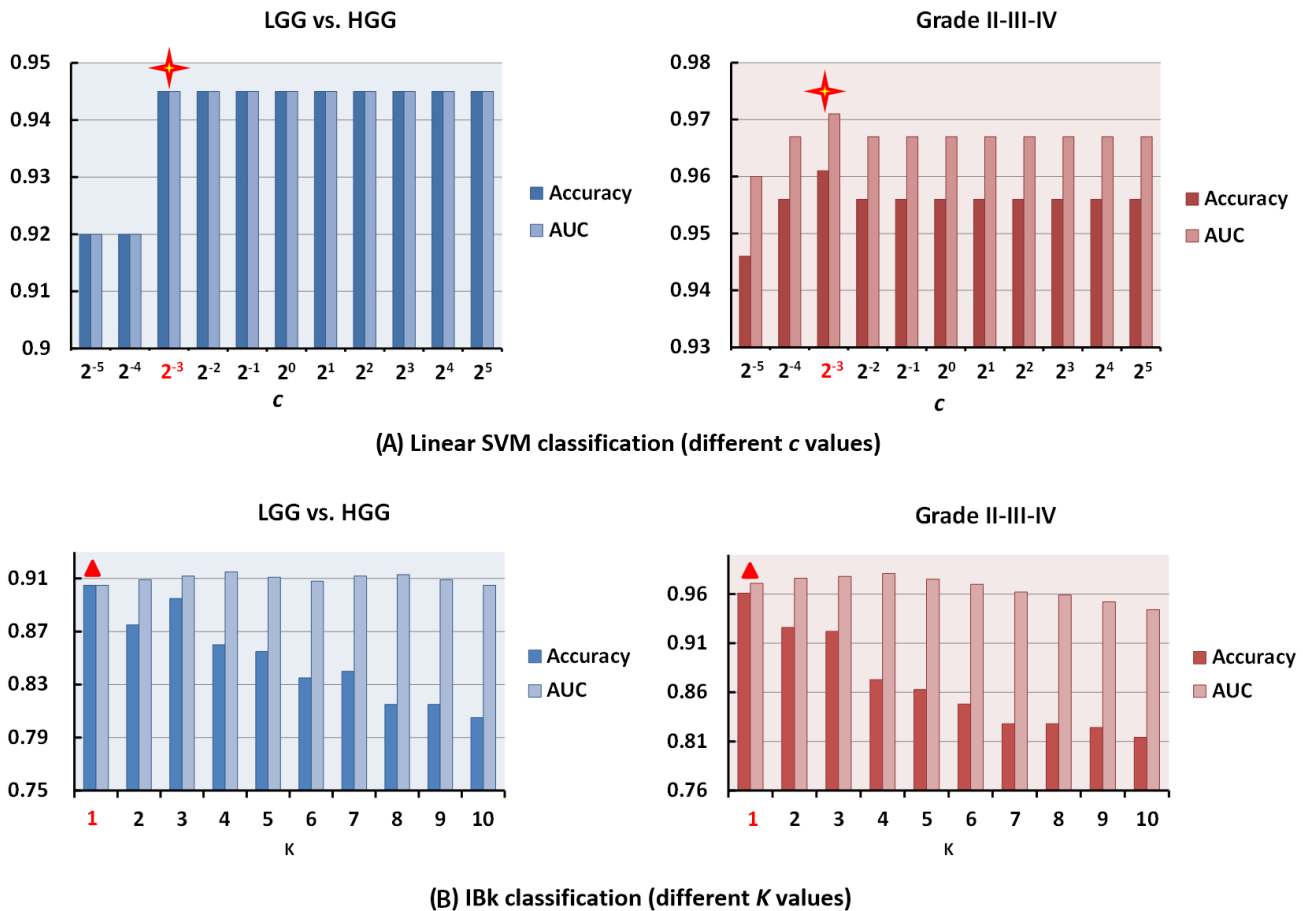 LGG vs. HGG
0.95
0.94
0.93
0.92
0.91
0.9
2⁻⁵ 2⁻⁴ 2⁻³ 2⁻² 2⁻¹ 2⁰ 2¹ 2² 2³ 2⁴ 2⁵
c
Accuracy
AUC
Grade II-III-IV
0.98
0.97
0.96
0.95
0.94
0.93
2⁻⁵ 2⁻⁴ 2⁻³ 2⁻² 2⁻¹ 2⁰ 2¹ 2² 2³ 2⁴ 2⁵
c
Accuracy
AUC
(A) Linear SVM classification (different c values)
LGG vs. HGG
0.91
0.87
0.83
0.79
0.75
1 2 3 4 5 6 7 8 9 10
K
Accuracy
AUC
Grade II-III-IV
0.96
0.91
0.86
0.81
0.76
1 2 3 4 5 6 7 8 9 10
K
Accuracy
AUC
(B) IBk classification (different K values)